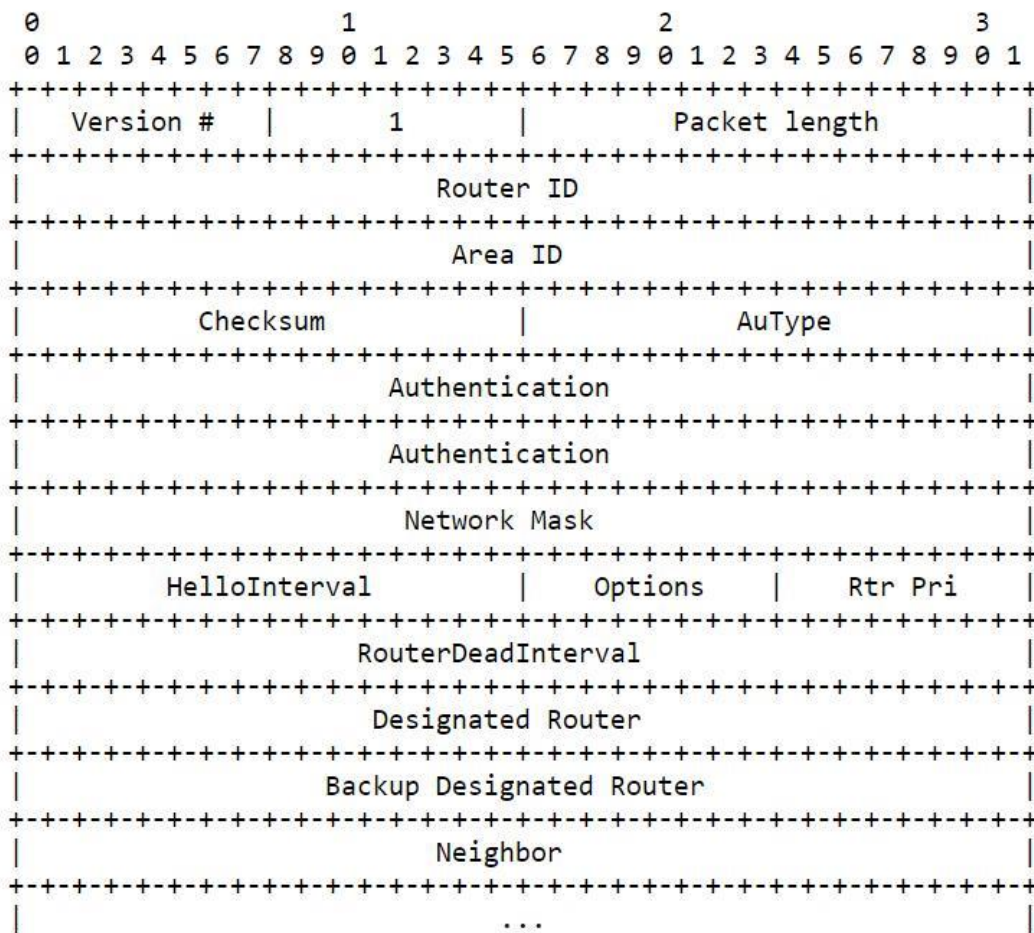 0                   1                   2                   3
 0 1 2 3 4 5 6 7 8 9 0 1 2 3 4 5 6 7 8 9 0 1 2 3 4 5 6 7 8 9 0 1
+-+-+-+-+-+-+-+-+-+-+-+-+-+-+-+-+-+-+-+-+-+-+-+-+-+-+-+-+-+-+-+-+
|   Version #   |       1       |         Packet length         |
+-+-+-+-+-+-+-+-+-+-+-+-+-+-+-+-+-+-+-+-+-+-+-+-+-+-+-+-+-+-+-+-+
|                          Router ID                            |
+-+-+-+-+-+-+-+-+-+-+-+-+-+-+-+-+-+-+-+-+-+-+-+-+-+-+-+-+-+-+-+-+
|                           Area ID                             |
+-+-+-+-+-+-+-+-+-+-+-+-+-+-+-+-+-+-+-+-+-+-+-+-+-+-+-+-+-+-+-+-+
|           Checksum            |             AuType            |
+-+-+-+-+-+-+-+-+-+-+-+-+-+-+-+-+-+-+-+-+-+-+-+-+-+-+-+-+-+-+-+-+
|                       Authentication                          |
+-+-+-+-+-+-+-+-+-+-+-+-+-+-+-+-+-+-+-+-+-+-+-+-+-+-+-+-+-+-+-+-+
|                       Authentication                          |
+-+-+-+-+-+-+-+-+-+-+-+-+-+-+-+-+-+-+-+-+-+-+-+-+-+-+-+-+-+-+-+-+
|                        Network Mask                           |
+-+-+-+-+-+-+-+-+-+-+-+-+-+-+-+-+-+-+-+-+-+-+-+-+-+-+-+-+-+-+-+-+
|         HelloInterval         |    Options    |    Rtr Pri    |
+-+-+-+-+-+-+-+-+-+-+-+-+-+-+-+-+-+-+-+-+-+-+-+-+-+-+-+-+-+-+-+-+
|                     RouterDeadInterval                        |
+-+-+-+-+-+-+-+-+-+-+-+-+-+-+-+-+-+-+-+-+-+-+-+-+-+-+-+-+-+-+-+-+
|                      Designated Router                        |
+-+-+-+-+-+-+-+-+-+-+-+-+-+-+-+-+-+-+-+-+-+-+-+-+-+-+-+-+-+-+-+-+
|                   Backup Designated Router                    |
+-+-+-+-+-+-+-+-+-+-+-+-+-+-+-+-+-+-+-+-+-+-+-+-+-+-+-+-+-+-+-+-+
|                          Neighbor                             |
+-+-+-+-+-+-+-+-+-+-+-+-+-+-+-+-+-+-+-+-+-+-+-+-+-+-+-+-+-+-+-+-+
|                              ...                              |